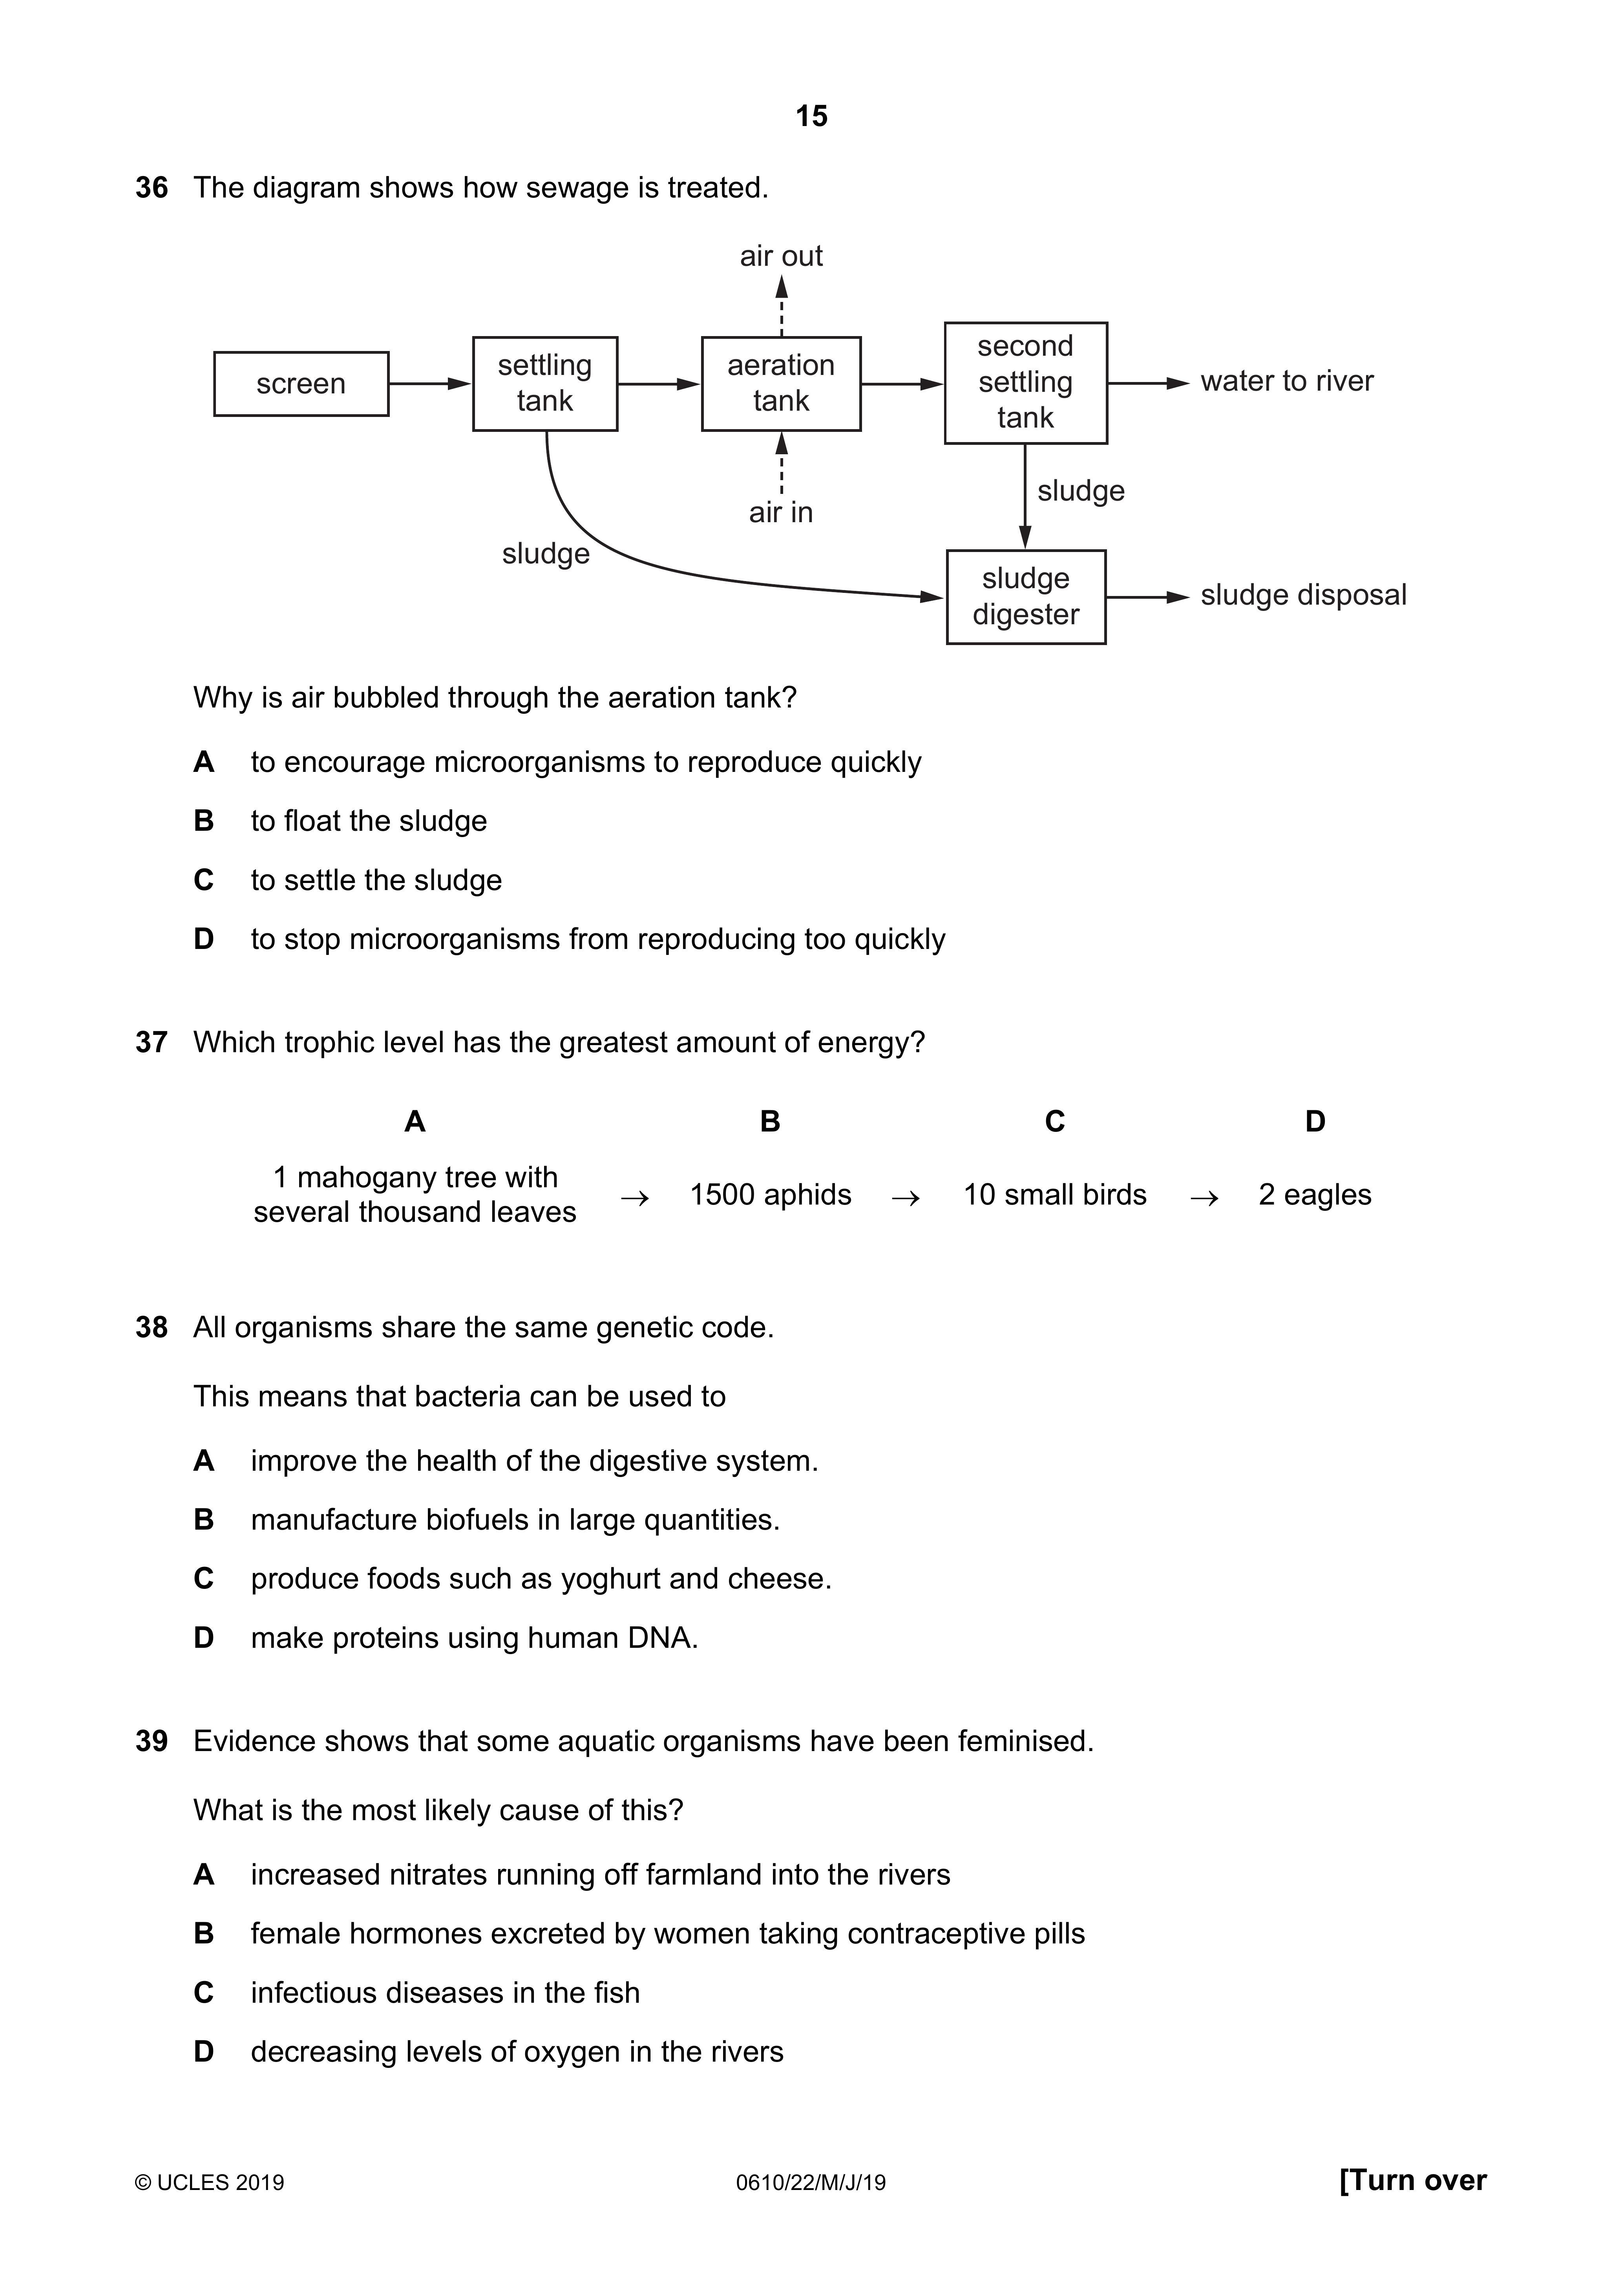 15
36 The diagram shows how sewage is treated.
air out
screen
settling
tank
aeration
tank
second
settling
tank
water to river
air in
sludge
sludge
sludge
digester
sludge disposal
Why is air bubbled through the aeration tank?
A to encourage microorganisms to reproduce quickly
B to float the sludge
C to settle the sludge
D to stop microorganisms from reproducing too quickly
37 Which trophic level has the greatest amount of energy?
A B C D
1 mahogany tree with
several thousand leaves → 1500 aphids → 10 small birds → 2 eagles
38 All organisms share the same genetic code.
This means that bacteria can be used to
A improve the health of the digestive system.
B manufacture biofuels in large quantities.
C produce foods such as yoghurt and cheese.
D make proteins using human DNA.
39 Evidence shows that some aquatic organisms have been feminised.
What is the most likely cause of this?
A increased nitrates running off farmland into the rivers
B female hormones excreted by women taking contraceptive pills
C infectious diseases in the fish
D decreasing levels of oxygen in the rivers
© UCLES 2019 0610/22/M/J/19 [Turn over